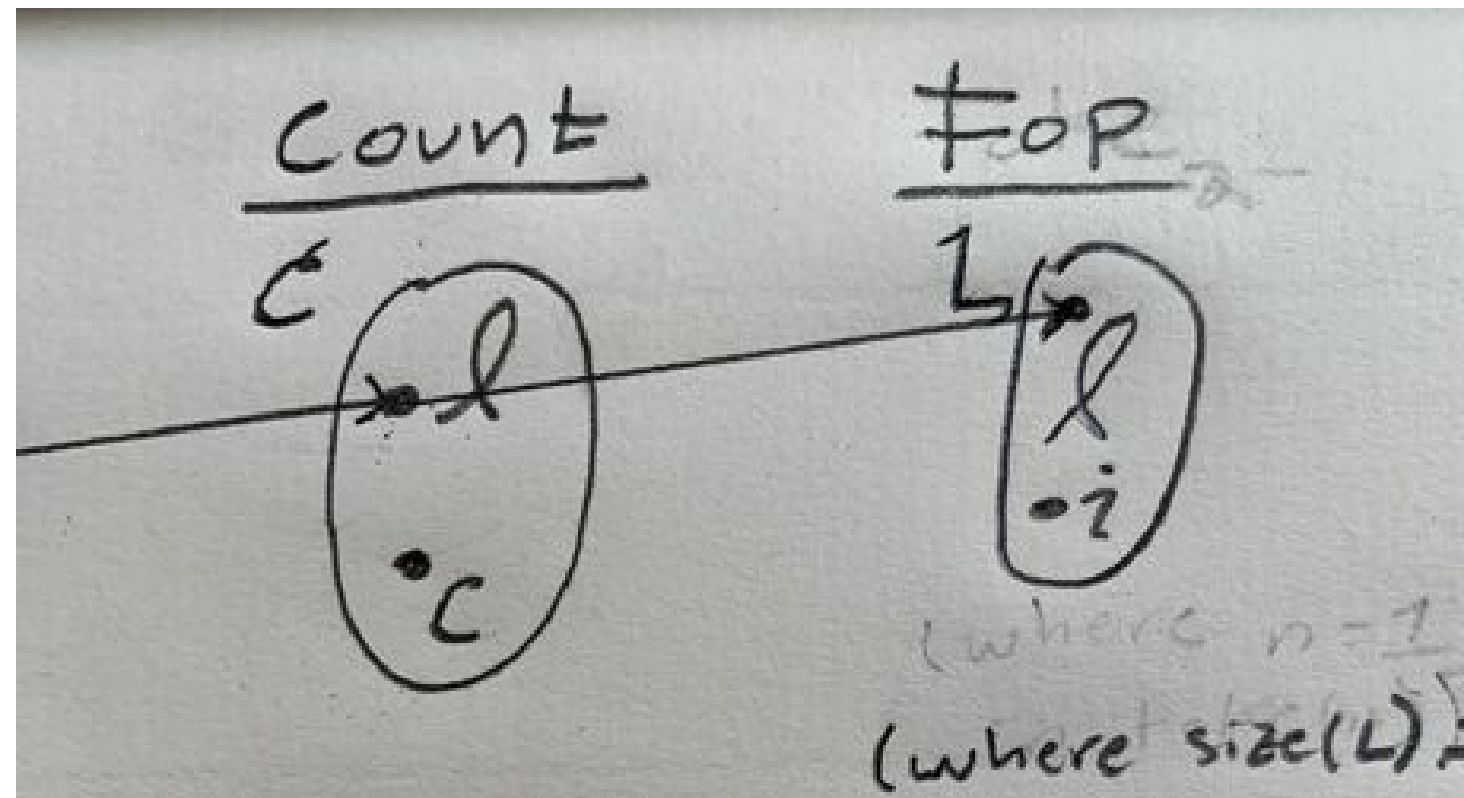 Count For
C L
l l
i
c
(where n = 1
(where size(L)